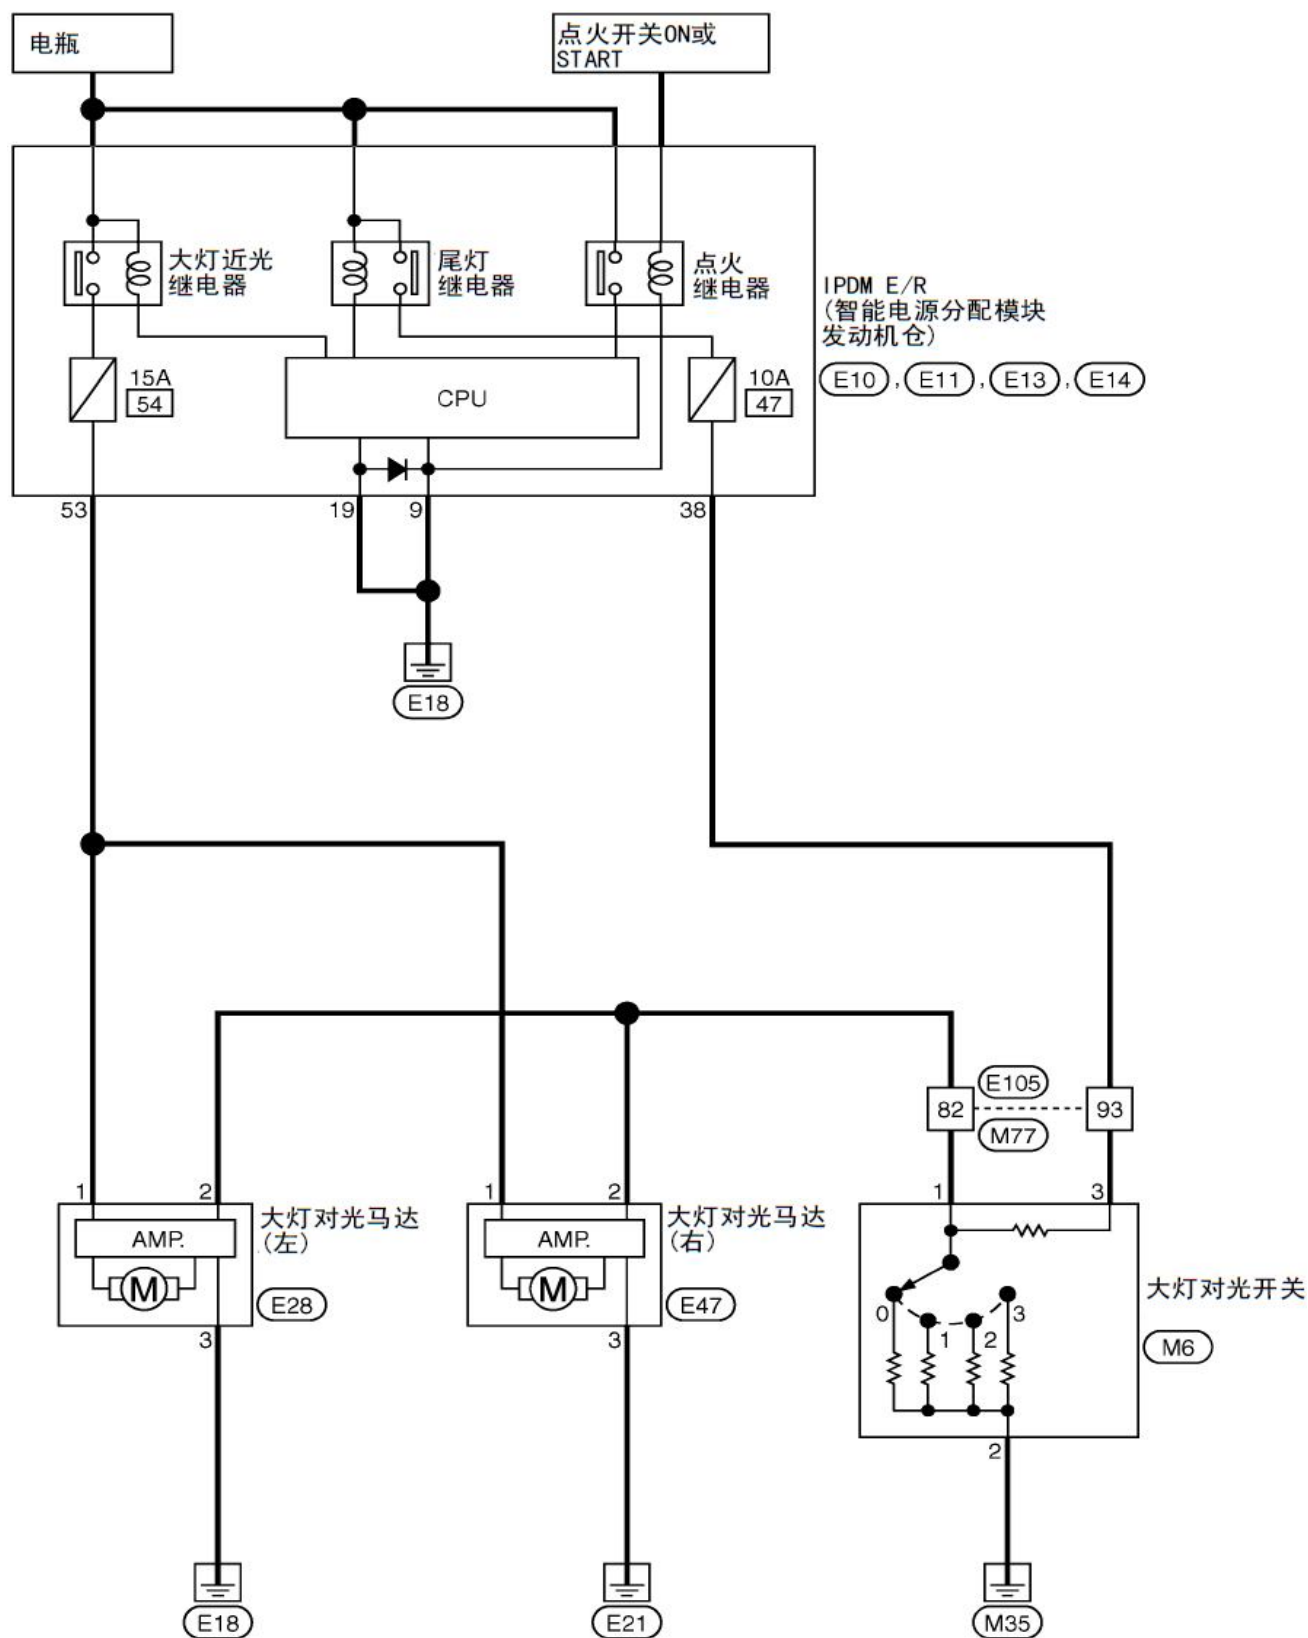 电瓶
点火开关ON或
START
大灯近光
继电器
尾灯
继电器
点火
继电器
IPDM E/R
(智能电源分配模块
发动机仓)
E10, E11, E13, E14
15A
54
CPU
10A
47
53
19
9
38
E18
E105
82
93
M77
1
2
大灯对光马达
(左)
AMP.
M
E28
3
1
2
大灯对光马达
(右)
AMP.
M
E47
3
1
3
大灯对光开关
0
1
2
3
M6
2
E18
E21
M35